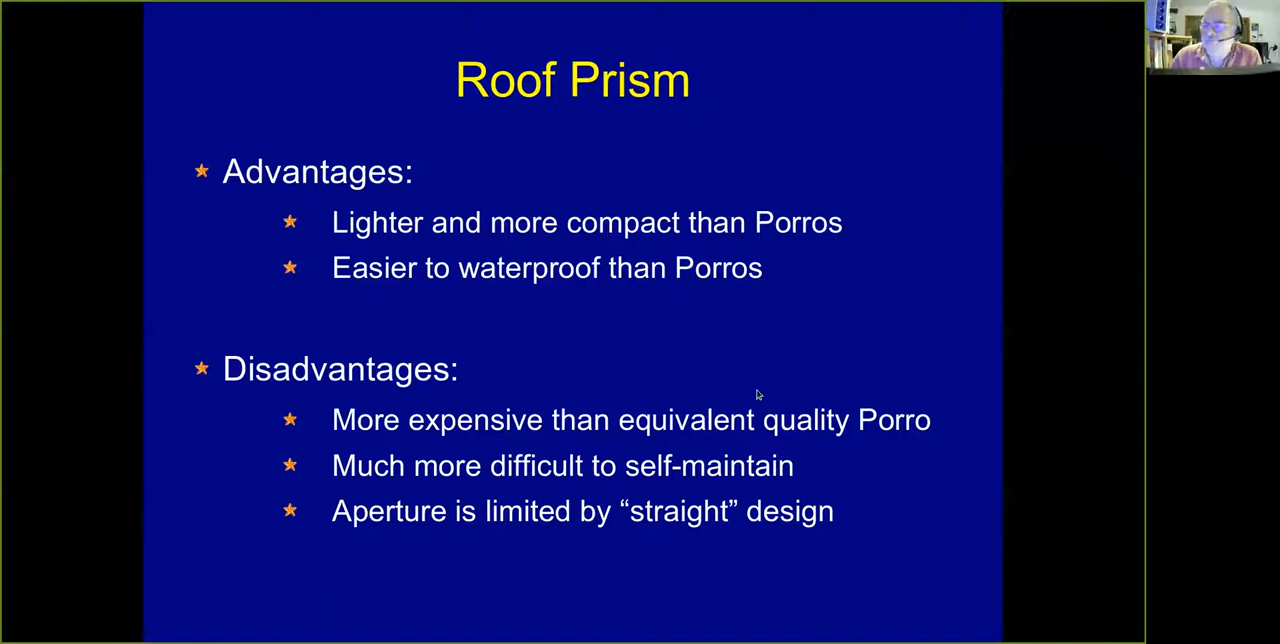 Roof Prism
Advantages:
Lighter and more compact than Porros
Easier to waterproof than Porros
Disadvantages:
More expensive than equivalent quality Porro
Much more difficult to self-maintain
Aperture is limited by “straight” design